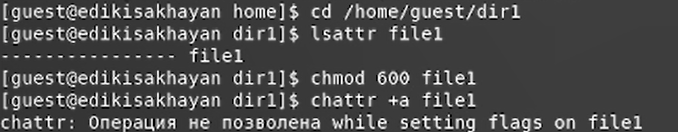 [guest@edikisakhayan home]$ cd /home/guest/dir1
[guest@edikisakhayan dir1]$ lsattr file1
---------------- file1
[guest@edikisakhayan dir1]$ chmod 600 file1
[guest@edikisakhayan dir1]$ chattr +a file1
chattr: Операция не позволена while setting flags on file1